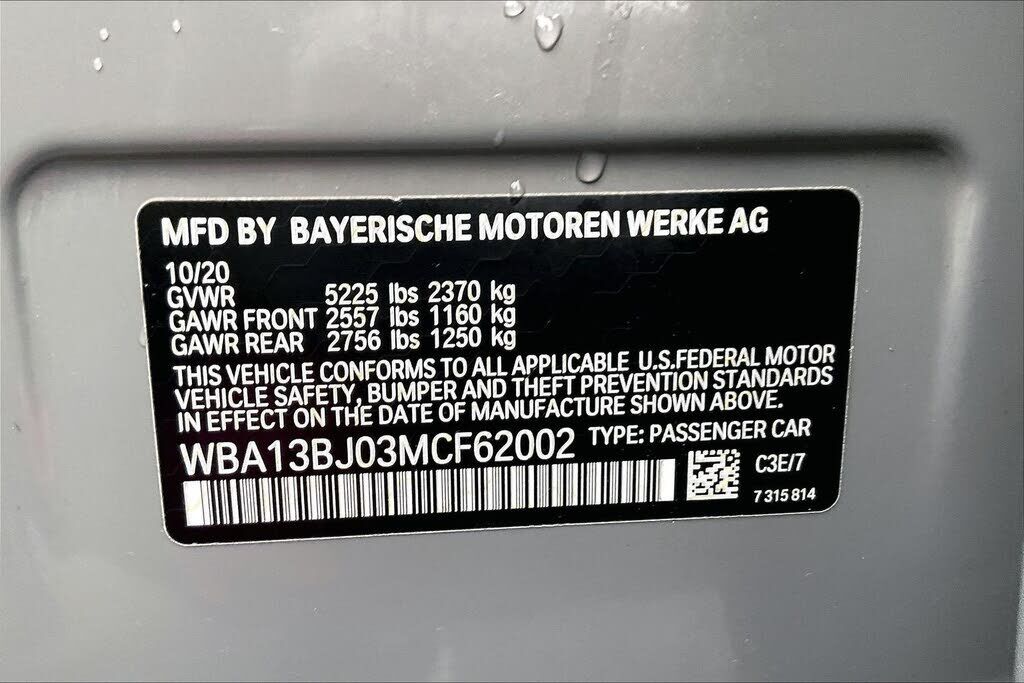 MFD BY BAYERISCHE MOTOREN WERKE AG
10/20
GVWR 5225 lbs 2370 kg
GAWR FRONT 2557 lbs 1160 kg
GAWR REAR 2756 lbs 1250 kg
THIS VEHICLE CONFORMS TO ALL APPLICABLE U.S.FEDERAL MOTOR
VEHICLE SAFETY, BUMPER AND THEFT PREVENTION STANDARDS
IN EFFECT ON THE DATE OF MANUFACTURE SHOWN ABOVE.
WBA13BJ03MCF62002 TYPE: PASSENGER CAR
C3E/7
7 315 814